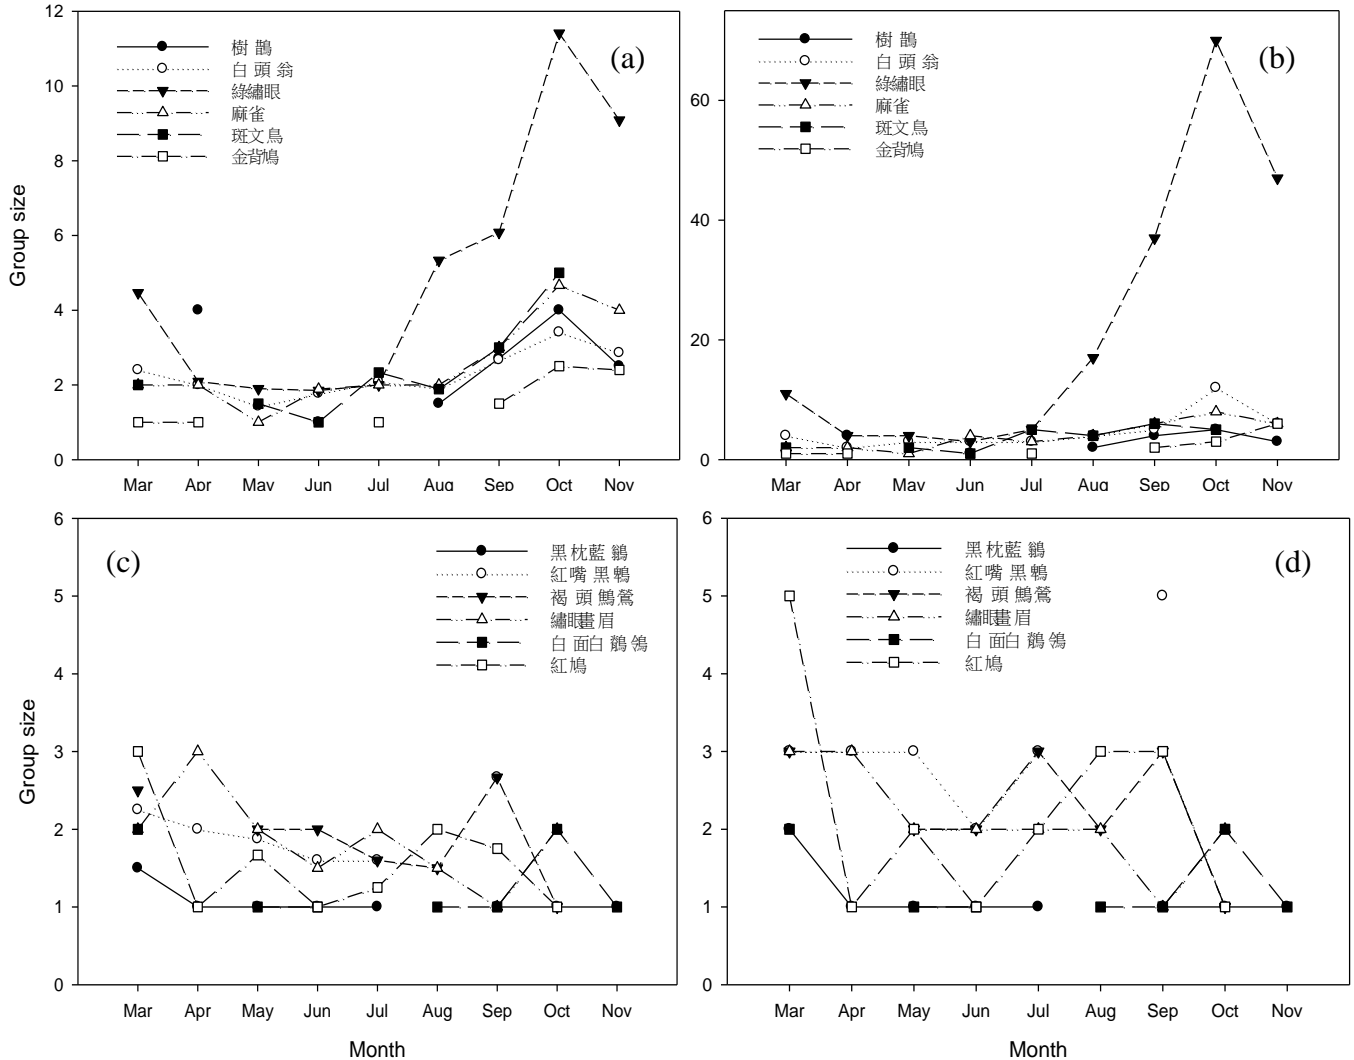 12
10
8
6
4
2
0
Group size
樹 鵲
白 頭 翁
綠繡眼
麻雀
斑文鳥
金背鳩
(a)
Mar Apr May Jun Jul Aug Sep Oct Nov
60
40
20
0
樹 鵲
白 頭 翁
綠繡眼
麻雀
斑文鳥
金背鳩
(b)
Mar Apr May Jun Jul Aug Sep Oct Nov
6
5
4
3
2
1
0
Group size
(c)
黑枕藍 鶲
紅嘴 黑鵯
褐 頭 鷦鶯
繡眼畫眉
白 面白 鶺鴒
紅鳩
Mar Apr May Jun Jul Aug Sep Oct Nov
Month
6
5
4
3
2
1
0
黑枕藍 鶲
紅嘴 黑鵯
褐 頭 鷦鶯
繡眼畫眉
白 面白 鶺鴒
紅鳩
(d)
Mar Apr May Jun Jul Aug Sep Oct Nov
Month